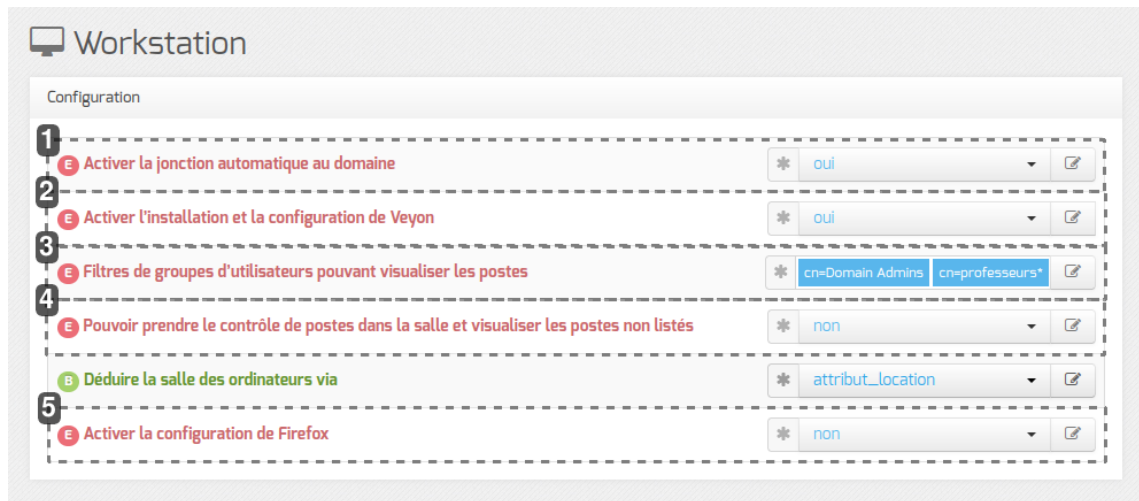 Workstation
Configuration
1
E Activer la jonction automatique au domaine * oui
2
E Activer l'installation et la configuration de Veyon * oui
3
E Filtres de groupes d'utilisateurs pouvant visualiser les postes * cn=Domain Admins cn=professeurs*
4
E Pouvoir prendre le contrôle de postes dans la salle et visualiser les postes non listés * non
B Déduire la salle des ordinateurs via * attribut_location
5
E Activer la configuration de Firefox * non